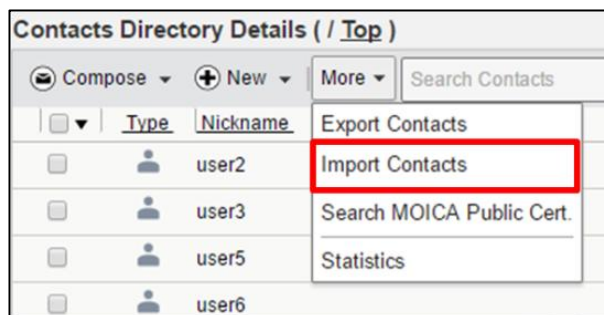 Contacts Directory Details ( / Top )
Compose New More Search Contacts
Type Nickname
Export Contacts
user2
Import Contacts
user3
Search MOICA Public Cert.
user5
Statistics
user6